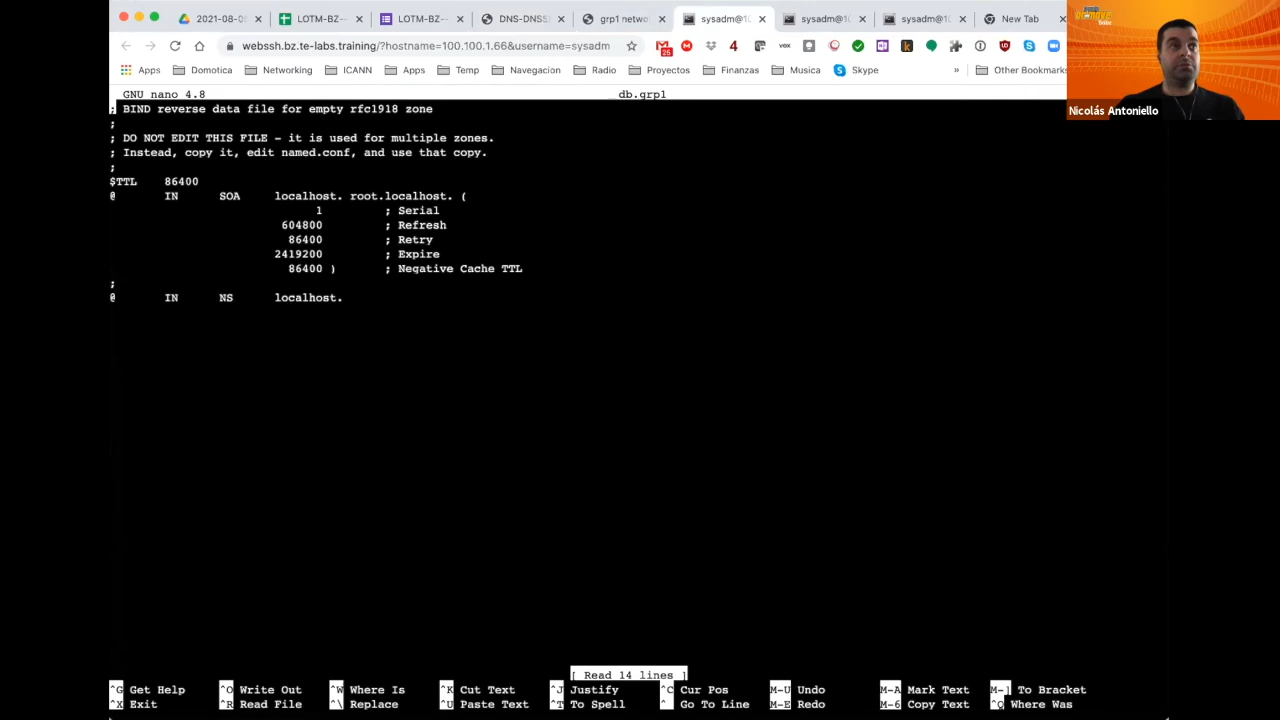 2021-08-05
LOTM-BZ--
LOTM-BZ--
DNS-DNSS
grp1 netwo
sysadm@10
sysadm@10
sysadm@10
New Tab
webssh.bz.te-labs.training/?hostname=100.100.1.66&username=sysadm
Apps
Domotica
Networking
ICANN
Apps
Temp
Navegacion
Radio
Proyectos
Finanzas
Musica
Skype
»
Other Bookmarks
Nicolás Antoniello
GNU nano 4.8 db.grp1
; BIND reverse data file for empty rfc1918 zone
;
; DO NOT EDIT THIS FILE - it is used for multiple zones.
; Instead, copy it, edit named.conf, and use that copy.
;
$TTL 86400
@ IN SOA localhost. root.localhost. (
1 ; Serial
604800 ; Refresh
86400 ; Retry
2419200 ; Expire
86400 ) ; Negative Cache TTL
;
@ IN NS localhost.
[ Read 14 lines ]
^G Get Help ^O Write Out ^W Where Is ^K Cut Text ^J Justify ^C Cur Pos M-U Undo M-A Mark Text M-] To Bracket
^X Exit ^R Read File ^\ Replace ^U Paste Text ^T To Spell ^_ Go To Line M-E Redo M-6 Copy Text ^Q Where Was